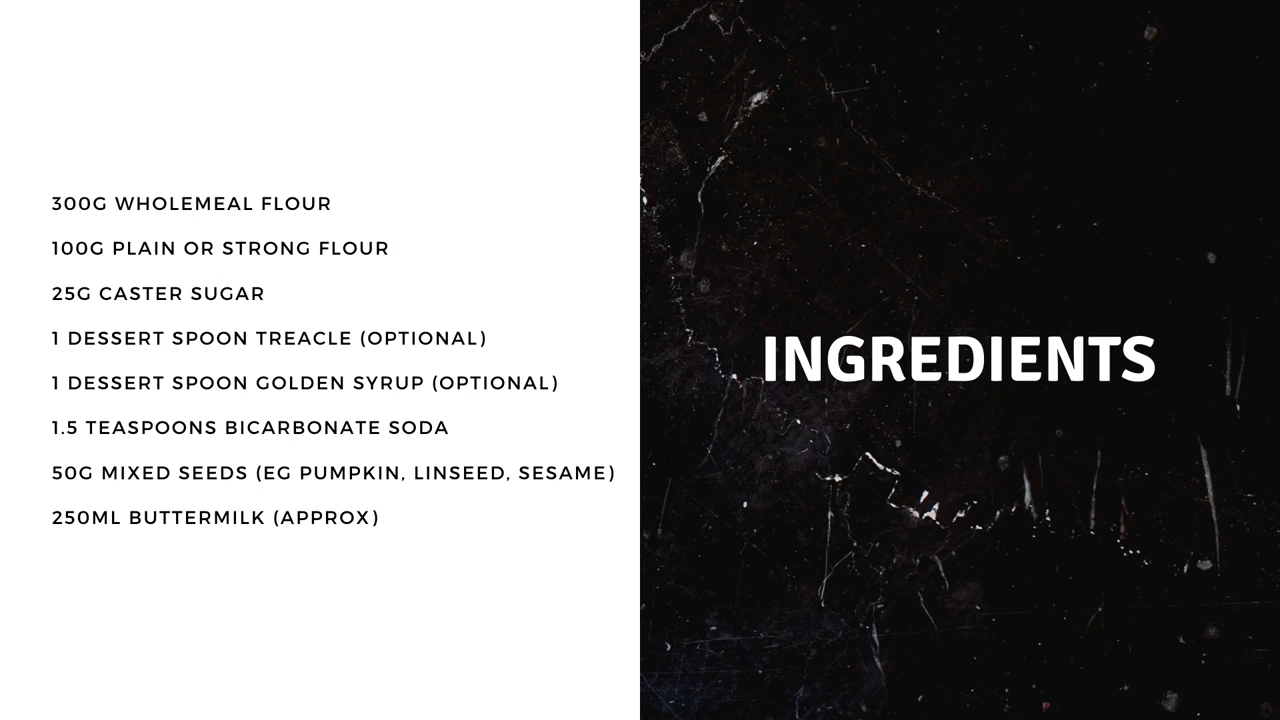 300G WHOLEMEAL FLOUR
100G PLAIN OR STRONG FLOUR
25G CASTER SUGAR
1 DESSERT SPOON TREACLE (OPTIONAL)
1 DESSERT SPOON GOLDEN SYRUP (OPTIONAL)
1.5 TEASPOONS BICARBONATE SODA
50G MIXED SEEDS (EG PUMPKIN, LINSEED, SESAME)
250ML BUTTERMILK (APPROX)
INGREDIENTS